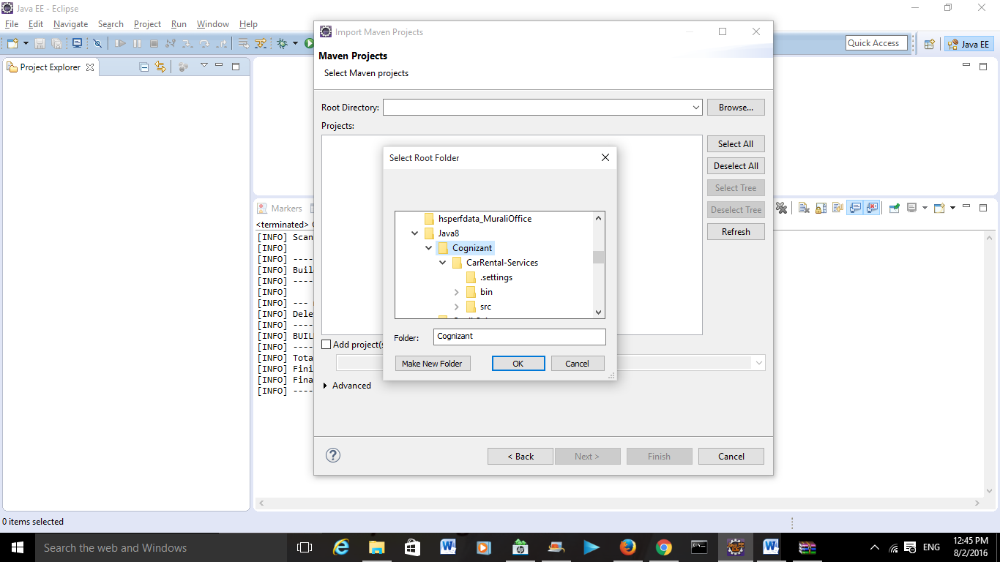 Java EE - Eclipse
File Edit Navigate Search Project Run Window Help
Quick Access
Java EE
Project Explorer
Import Maven Projects
Maven Projects
Select Maven projects
Root Directory:
Browse...
Projects:
Select All
Deselect All
Select Tree
Deselect Tree
Refresh
Select Root Folder
hsperfdata_MuraliOffice
Java8
Cognizant
CarRental-Services
.settings
bin
src
Folder: Cognizant
Make New Folder OK Cancel
Add project(s
Advanced
< Back Next > Finish Cancel
Markers
<terminated>
[INFO] Scan
[INFO]
[INFO] ----
[INFO] Buil
[INFO] ----
[INFO]
[INFO] ---
[INFO] Dele
[INFO] ----
[INFO] BUIL
[INFO] ----
[INFO] Tota
[INFO] Fini
[INFO] Fina
[INFO] ----
0 items selected
Search the web and Windows
ENG
12:45 PM
8/2/2016